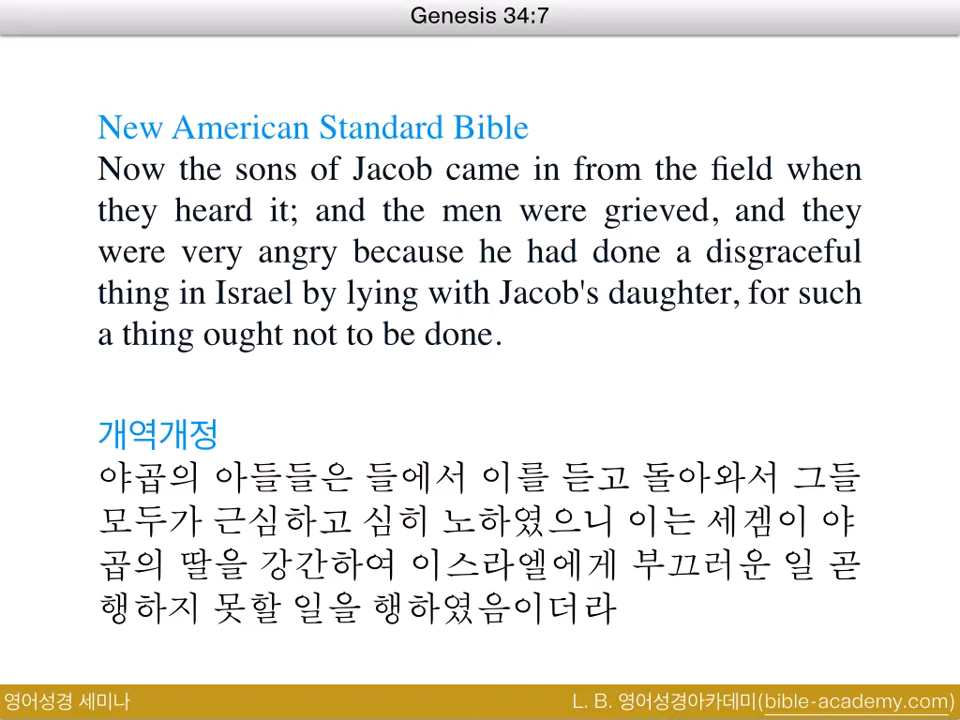 Genesis 34:7
New American Standard Bible
Now the sons of Jacob came in from the field when
they heard it; and the men were grieved, and they
were very angry because he had done a disgraceful
thing in Israel by lying with Jacob's daughter, for such
a thing ought not to be done.
개역개정
야곱의 아들들은 들에서 이를 듣고 돌아와서 그들
모두가 근심하고 심히 노하였으니 이는 세겜이 야
곱의 딸을 강간하여 이스라엘에게 부끄러운 일 곧
행하지 못할 일을 행하였음이더라
영어성경 세미나
L. B. 영어성경아카데미(bible-academy.com)